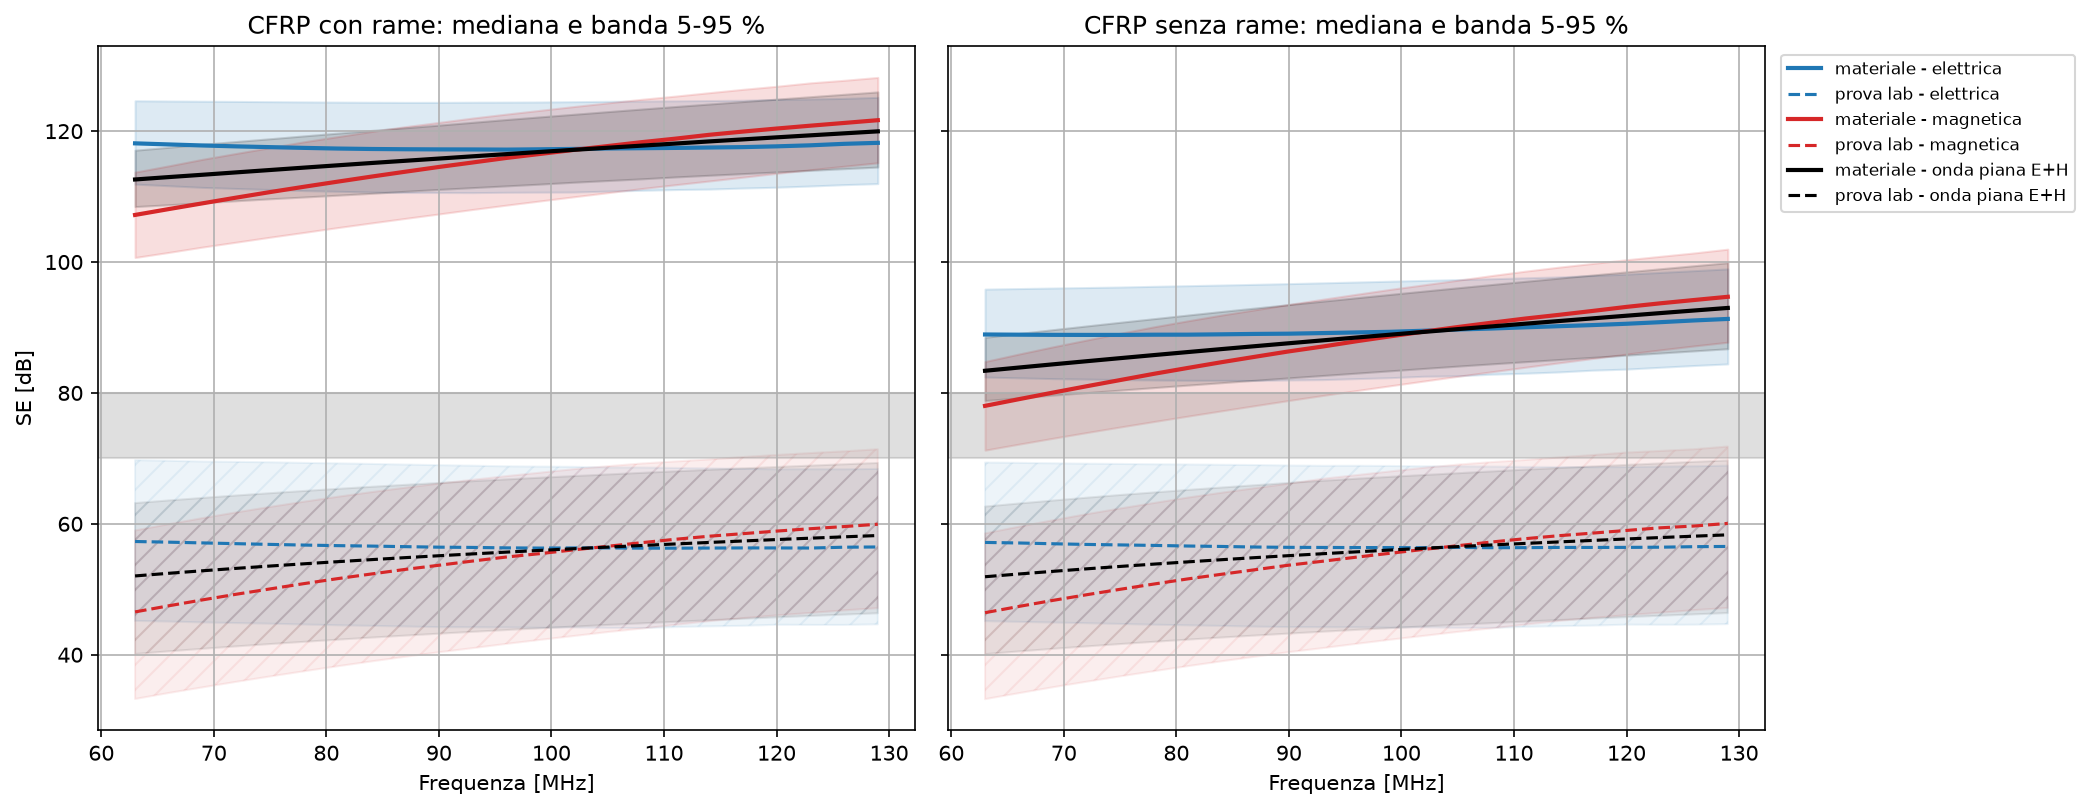 CFRP con rame: mediana e banda 5-95 %
CFRP senza rame: mediana e banda 5-95 %
SE [dB]
120
100
80
60
40
60 70 80 90 100 110 120 130
Frequenza [MHz]
60 70 80 90 100 110 120 130
Frequenza [MHz]
materiale - elettrica
prova lab - elettrica
materiale - magnetica
prova lab - magnetica
materiale - onda piana E+H
prova lab - onda piana E+H